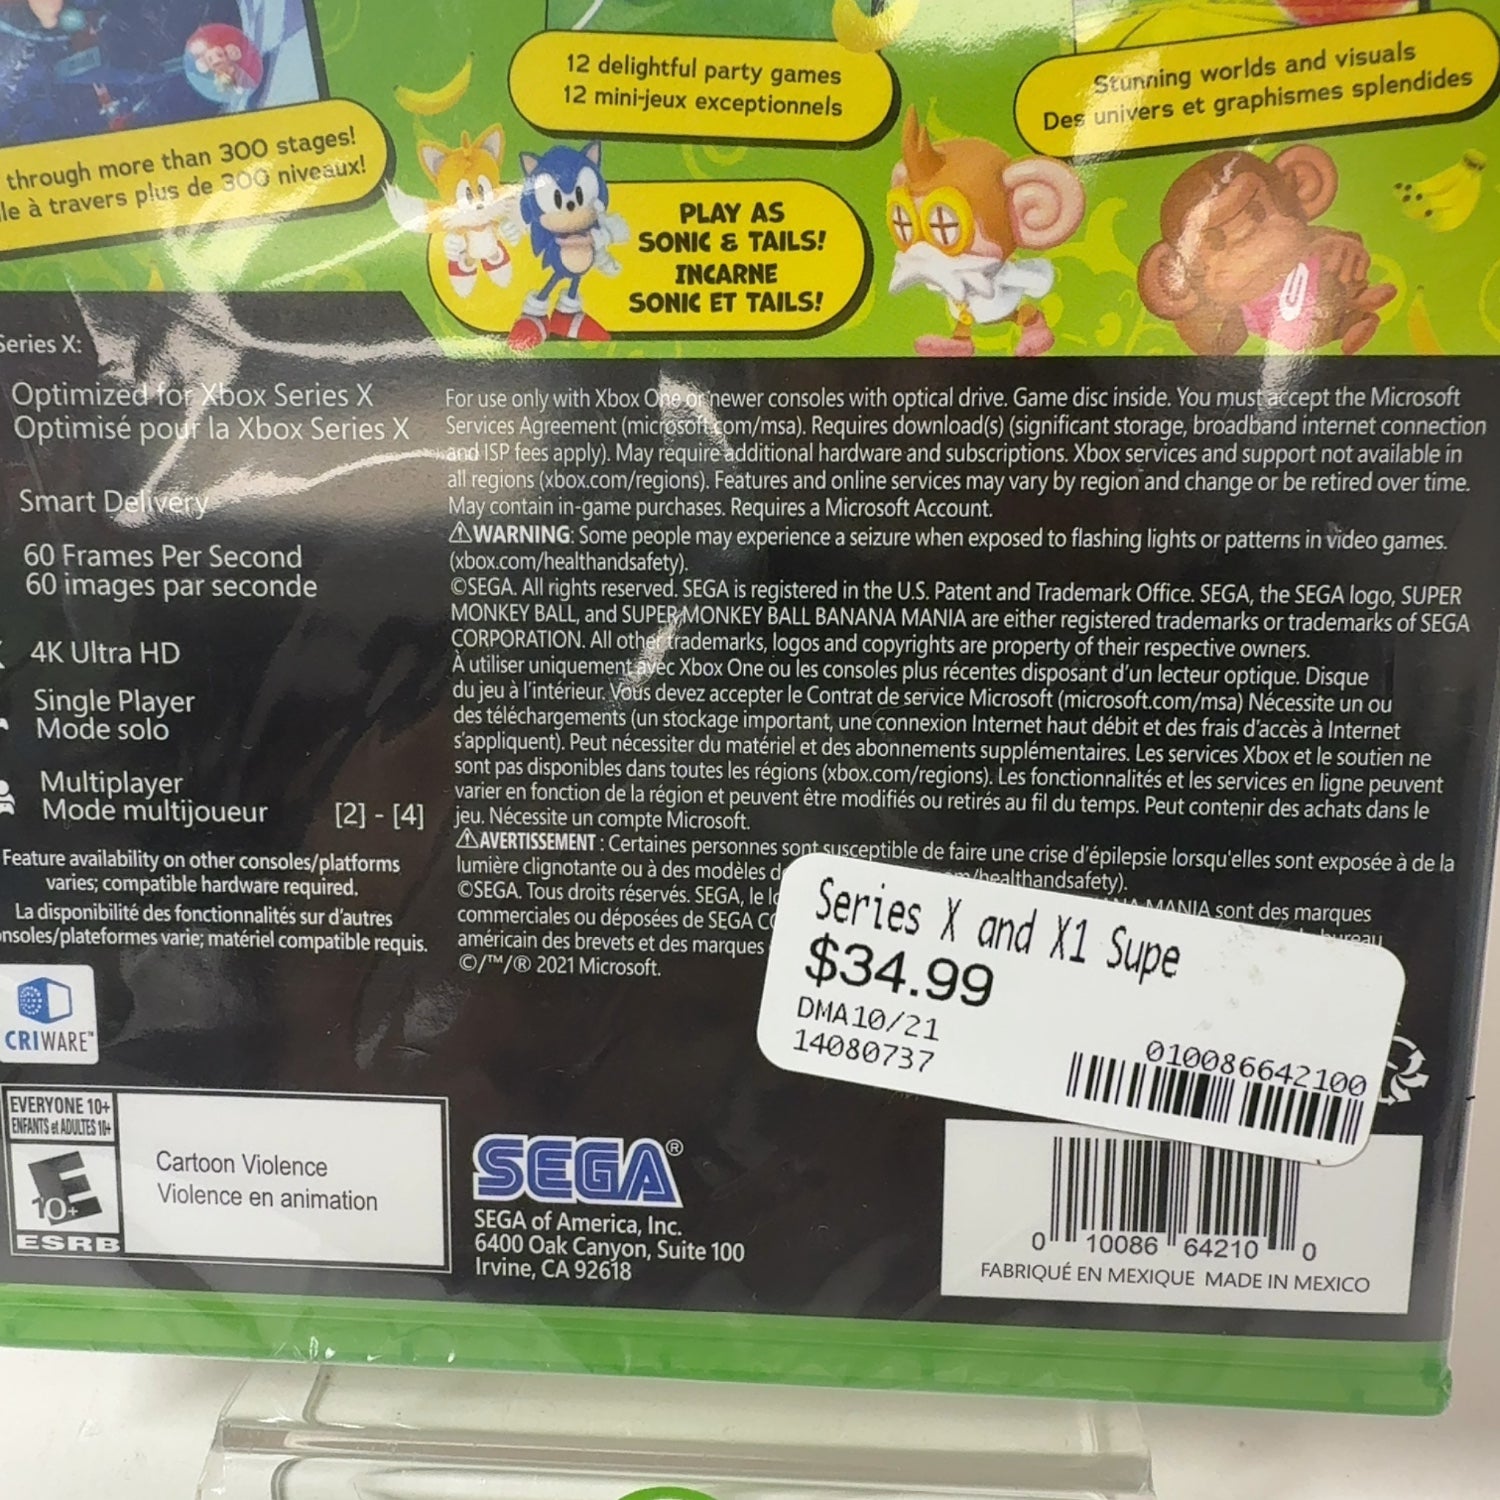 through more than 300 stages!
le à travers plus de 300 niveaux!
12 delightful party games
12 mini-jeux exceptionnels
Stunning worlds and visuals
Des univers et graphismes splendides
PLAY AS
SONIC & TAILS!
INCARNE
SONIC ET TAILS!
Series X:
Optimized for Xbox Series X
Optimisé pour la Xbox Series X
Smart Delivery
60 Frames Per Second
60 images par seconde
4K Ultra HD
Single Player
Mode solo
Multiplayer
Mode multijoueur [2] - [4]
Feature availability on other consoles/platforms
varies; compatible hardware required.
La disponibilité des fonctionnalités sur d'autres
nsoles/plateformes varie; matériel compatible requis.
For use only with Xbox One or newer consoles with optical drive. Game disc inside. You must accept the Microsoft
Services Agreement (microsoft.com/msa). Requires download(s) (significant storage, broadband internet connection
and ISP fees apply). May require additional hardware and subscriptions. Xbox services and support not available in
all regions (xbox.com/regions). Features and online services may vary by region and change or be retired over time.
May contain in-game purchases. Requires a Microsoft Account.
⚠WARNING: Some people may experience a seizure when exposed to flashing lights or patterns in video games.
(xbox.com/healthandsafety).
©SEGA. All rights reserved. SEGA is registered in the U.S. Patent and Trademark Office. SEGA, the SEGA logo, SUPER
MONKEY BALL, and SUPER MONKEY BALL BANANA MANIA are either registered trademarks or trademarks of SEGA
CORPORATION. All other trademarks, logos and copyrights are property of their respective owners.
À utiliser uniquement avec Xbox One ou les consoles plus récentes disposant d'un lecteur optique. Disque
du jeu à l'intérieur. Vous devez accepter le Contrat de service Microsoft (microsoft.com/msa) Nécessite un ou
des téléchargements (un stockage important, une connexion Internet haut débit et des frais d'accès à Internet
s'appliquent). Peut nécessiter du matériel et des abonnements supplémentaires. Les services Xbox et le soutien ne
sont pas disponibles dans toutes les régions (xbox.com/regions). Les fonctionnalités et les services en ligne peuvent
varier en fonction de la région et peuvent être modifiés ou retirés au fil du temps. Peut contenir des achats dans le
jeu. Nécessite un compte Microsoft.
⚠AVERTISSEMENT : Certaines personnes sont susceptible de faire une crise d'épilepsie lorsqu'elles sont exposée à de la
lumière clignotante ou à des modèles d /healthandsafety).
©SEGA. Tous droits réservés. SEGA, le lo MANIA sont des marques
commerciales ou déposées de SEGA CO bureau
américain des brevets et des marques
©/™/® 2021 Microsoft.
Series X and X1 Supe
$34.99
DMA10/21
14080737
010086642100
CRIWARE™
EVERYONE 10+
ENFANTS et ADULTES 10+
E
10+
ESRB
Cartoon Violence
Violence en animation
SEGA®
SEGA of America, Inc.
6400 Oak Canyon, Suite 100
Irvine, CA 92618
0 10086 64210 0
FABRIQUÉ EN MEXIQUE MADE IN MEXICO